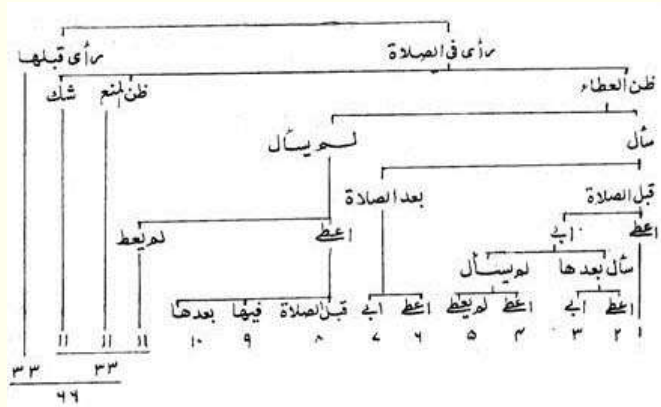 رأى فى الصلاة رأى قبلها
ظن العطاء ظن المنع شك
سأل لم يسأل
قبل الصلاة بعد الصلاة
اعطى ابى اعطى لم يعط
سأل بعدها لم يسأل
اعطى ابى اعطى لم يعط اعطى ابى قبل الصلاة فيها بعدها
١ ٢ ٣ ٤ ٥ ٦ ٧ ٨ ٩ ١٠ ١١ ١١ ١١
٣٣ ٣٣
٦٦